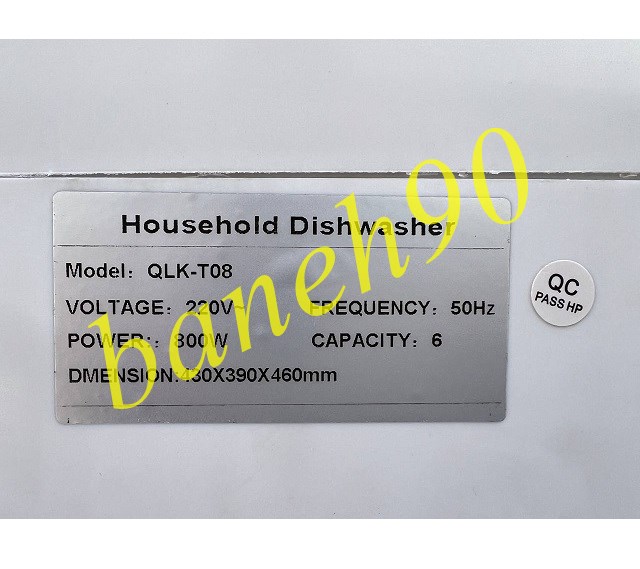 Household Dishwasher
Model：QLK-T08
VOLTAGE：220V~ FREQUENCY：50Hz
POWER:：800W CAPACITY：6
DMENSION:430X390X460mm
QC
PASS HP
baneh90